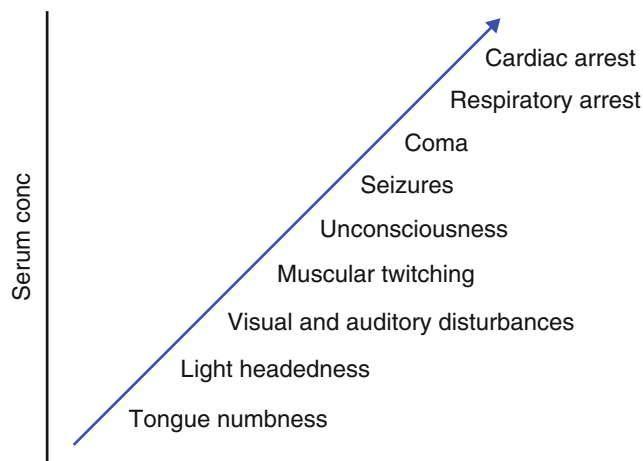 Cardiac arrest
Respiratory arrest
Coma
Seizures
Unconsciousness
Muscular twitching
Visual and auditory disturbances
Light headedness
Tongue numbness
Serum conc